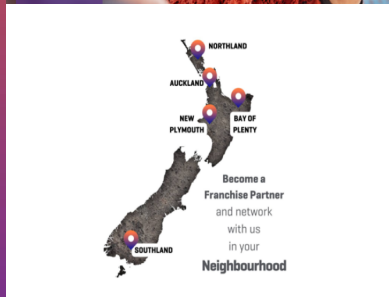 NORTHLAND
AUCKLAND
NEW
PLYMOUTH
BAY OF
PLENTY
Become a
Franchise Partner
and network
with us
in your
Neighbourhood
SOUTHLAND